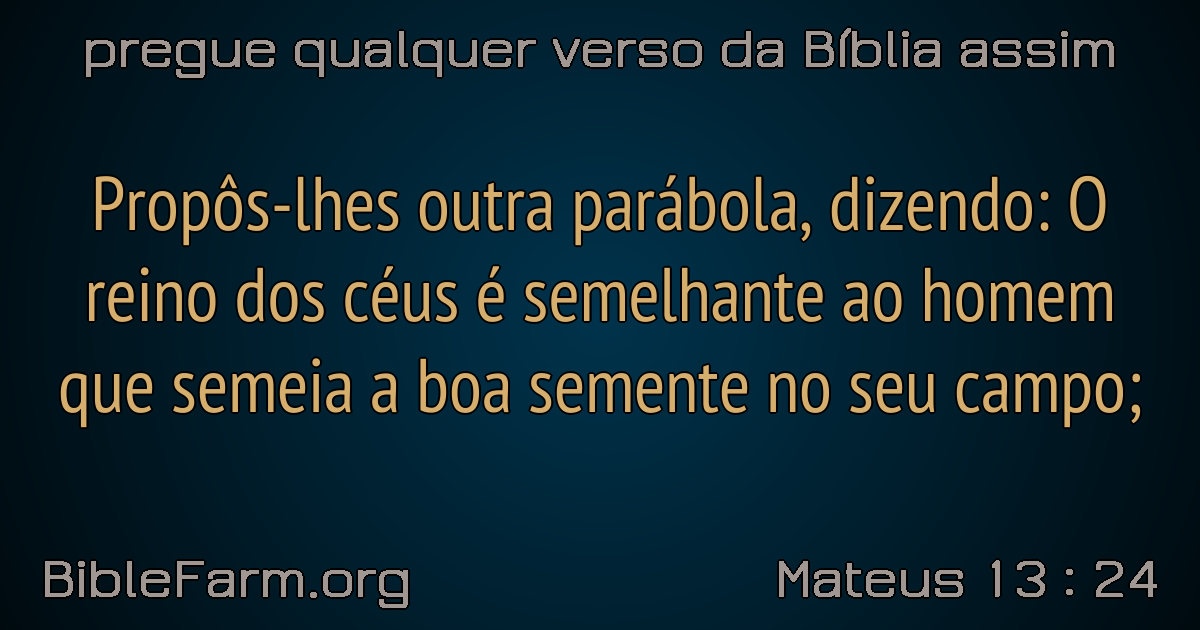 pregue qualquer verso da Bíblia assim
Propôs-lhes outra parábola, dizendo: O
reino dos céus é semelhante ao homem
que semeia a boa semente no seu campo;
BibleFarm.org
Mateus 13 : 24